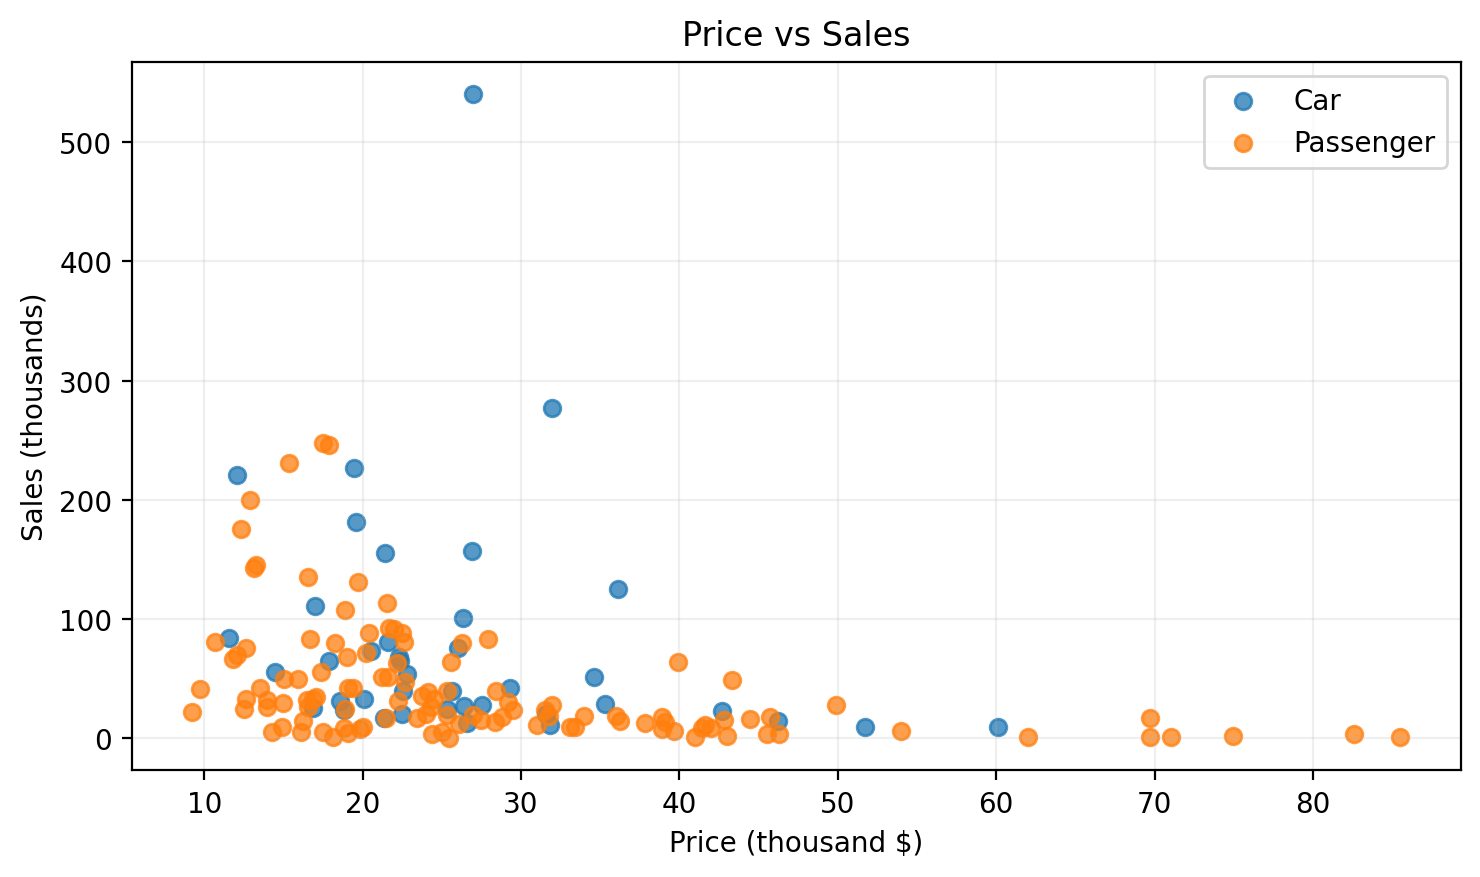 Price vs Sales
Car
Passenger
Sales (thousands)
500
400
300
200
100
0
10 20 30 40 50 60 70 80
Price (thousand $)